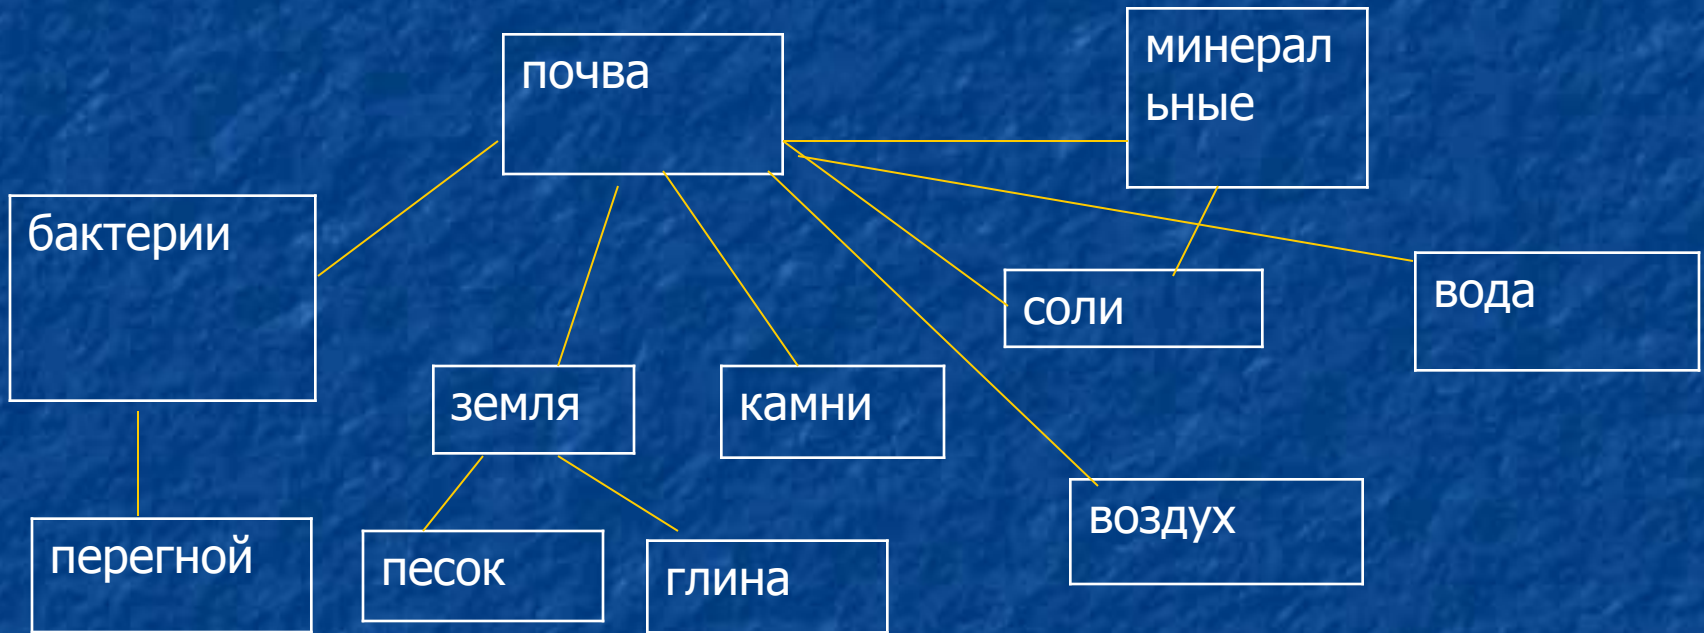 почва
минерал
ьные
бактерии
соли
вода
земля
камни
воздух
перегной
песок
глина